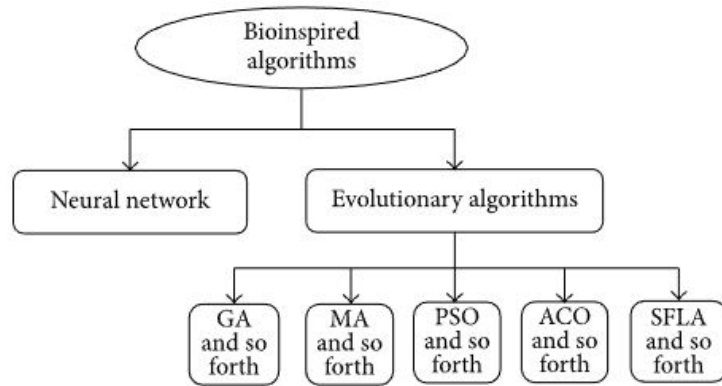 Bioinspired
algorithms
Neural network
Evolutionary algorithms
GA
and so
forth
MA
and so
forth
PSO
and so
forth
ACO
and so
forth
SFLA
and so
forth